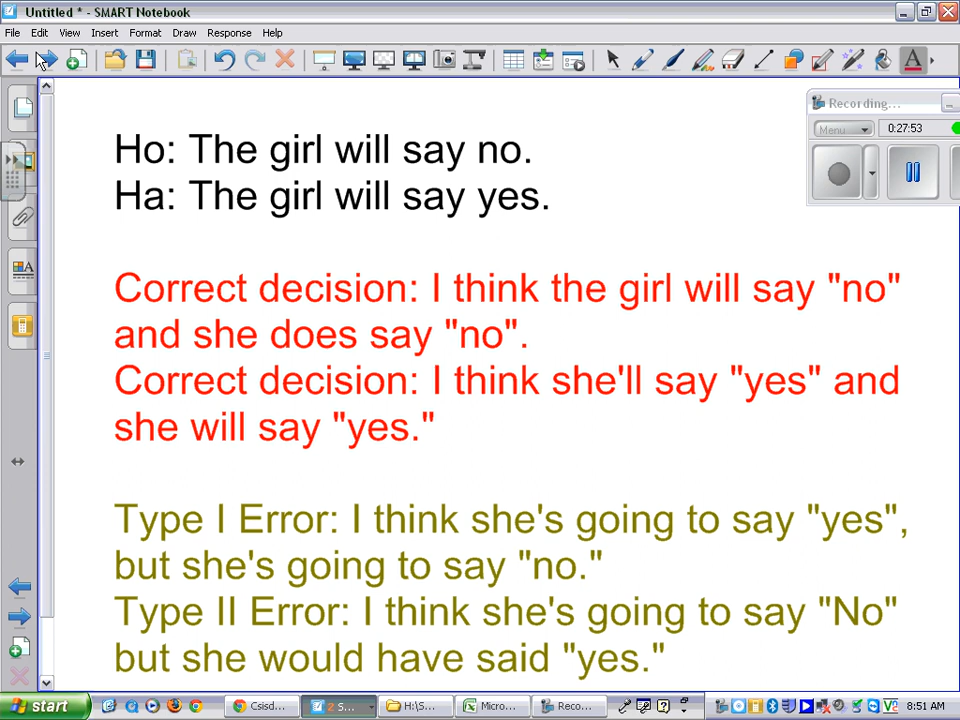 Untitled * - SMART Notebook
File Edit View Insert Format Draw Response Help
Recording...
Menu 0:27:53
Ho: The girl will say no.
Ha: The girl will say yes.
Correct decision: I think the girl will say "no"
and she does say "no".
Correct decision: I think she'll say "yes" and
she will say "yes."
Type I Error: I think she's going to say "yes",
but she's going to say "no."
Type II Error: I think she's going to say "No"
but she would have said "yes."
start Csisd... 2 S... H:\S... Micro... Reco... 8:51 AM